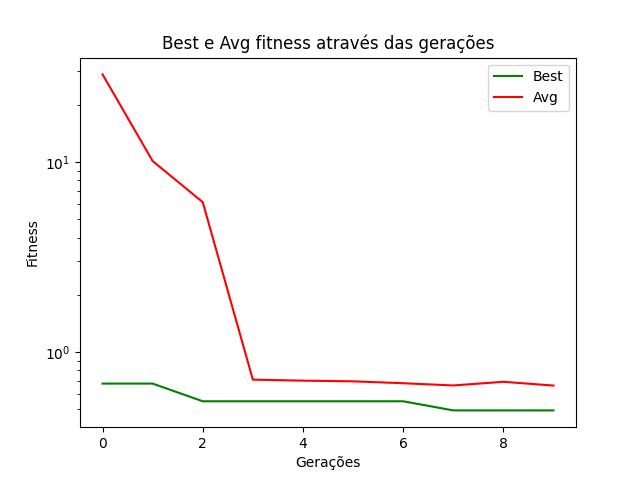 Best e Avg fitness através das gerações
Best
Avg
10¹
10⁰
Fitness
0 2 4 6 8
Gerações